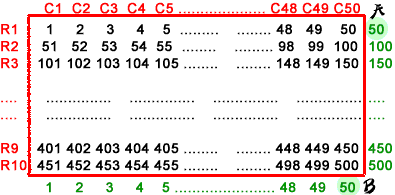 C1 C2 C3 C4 C5 ..................... C48 C49 C50
R1 1 2 3 4 5 ......... ......... 48 49 50 50
R2 51 52 53 54 55 ......... ......... 98 99 100 100
R3 101 102 103 104 105 ......... ......... 148 149 150 150
.... ................ ................ ................ ....
.... ................ ................ ................ ....
R9 401 402 403 404 405 ......... ......... 448 449 450 450
R10 451 452 453 454 455 ......... ......... 498 499 500 500
1 2 3 4 5 ......................... 48 49 50 B